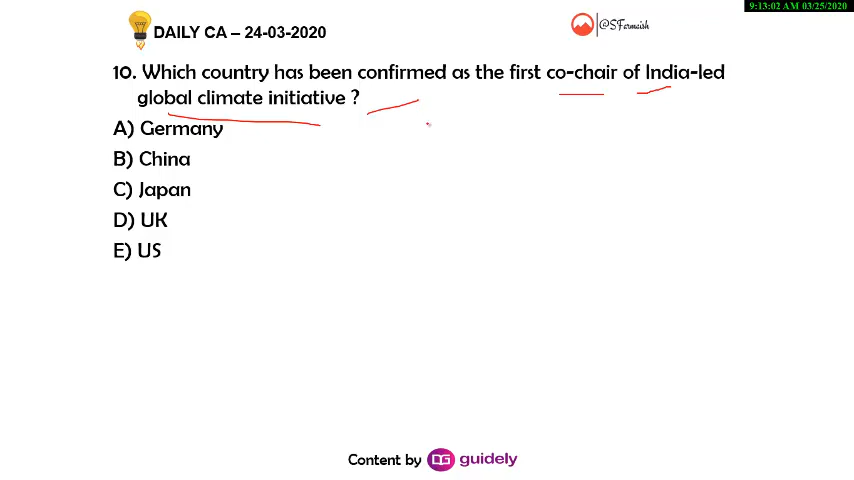 9:13:02 AM 03/25/2020
DAILY CA – 24-03-2020
@SFarmaish
10. Which country has been confirmed as the first co-chair of India-led
global climate initiative ?
A) Germany
B) China
C) Japan
D) UK
E) US
Content by DG guidely